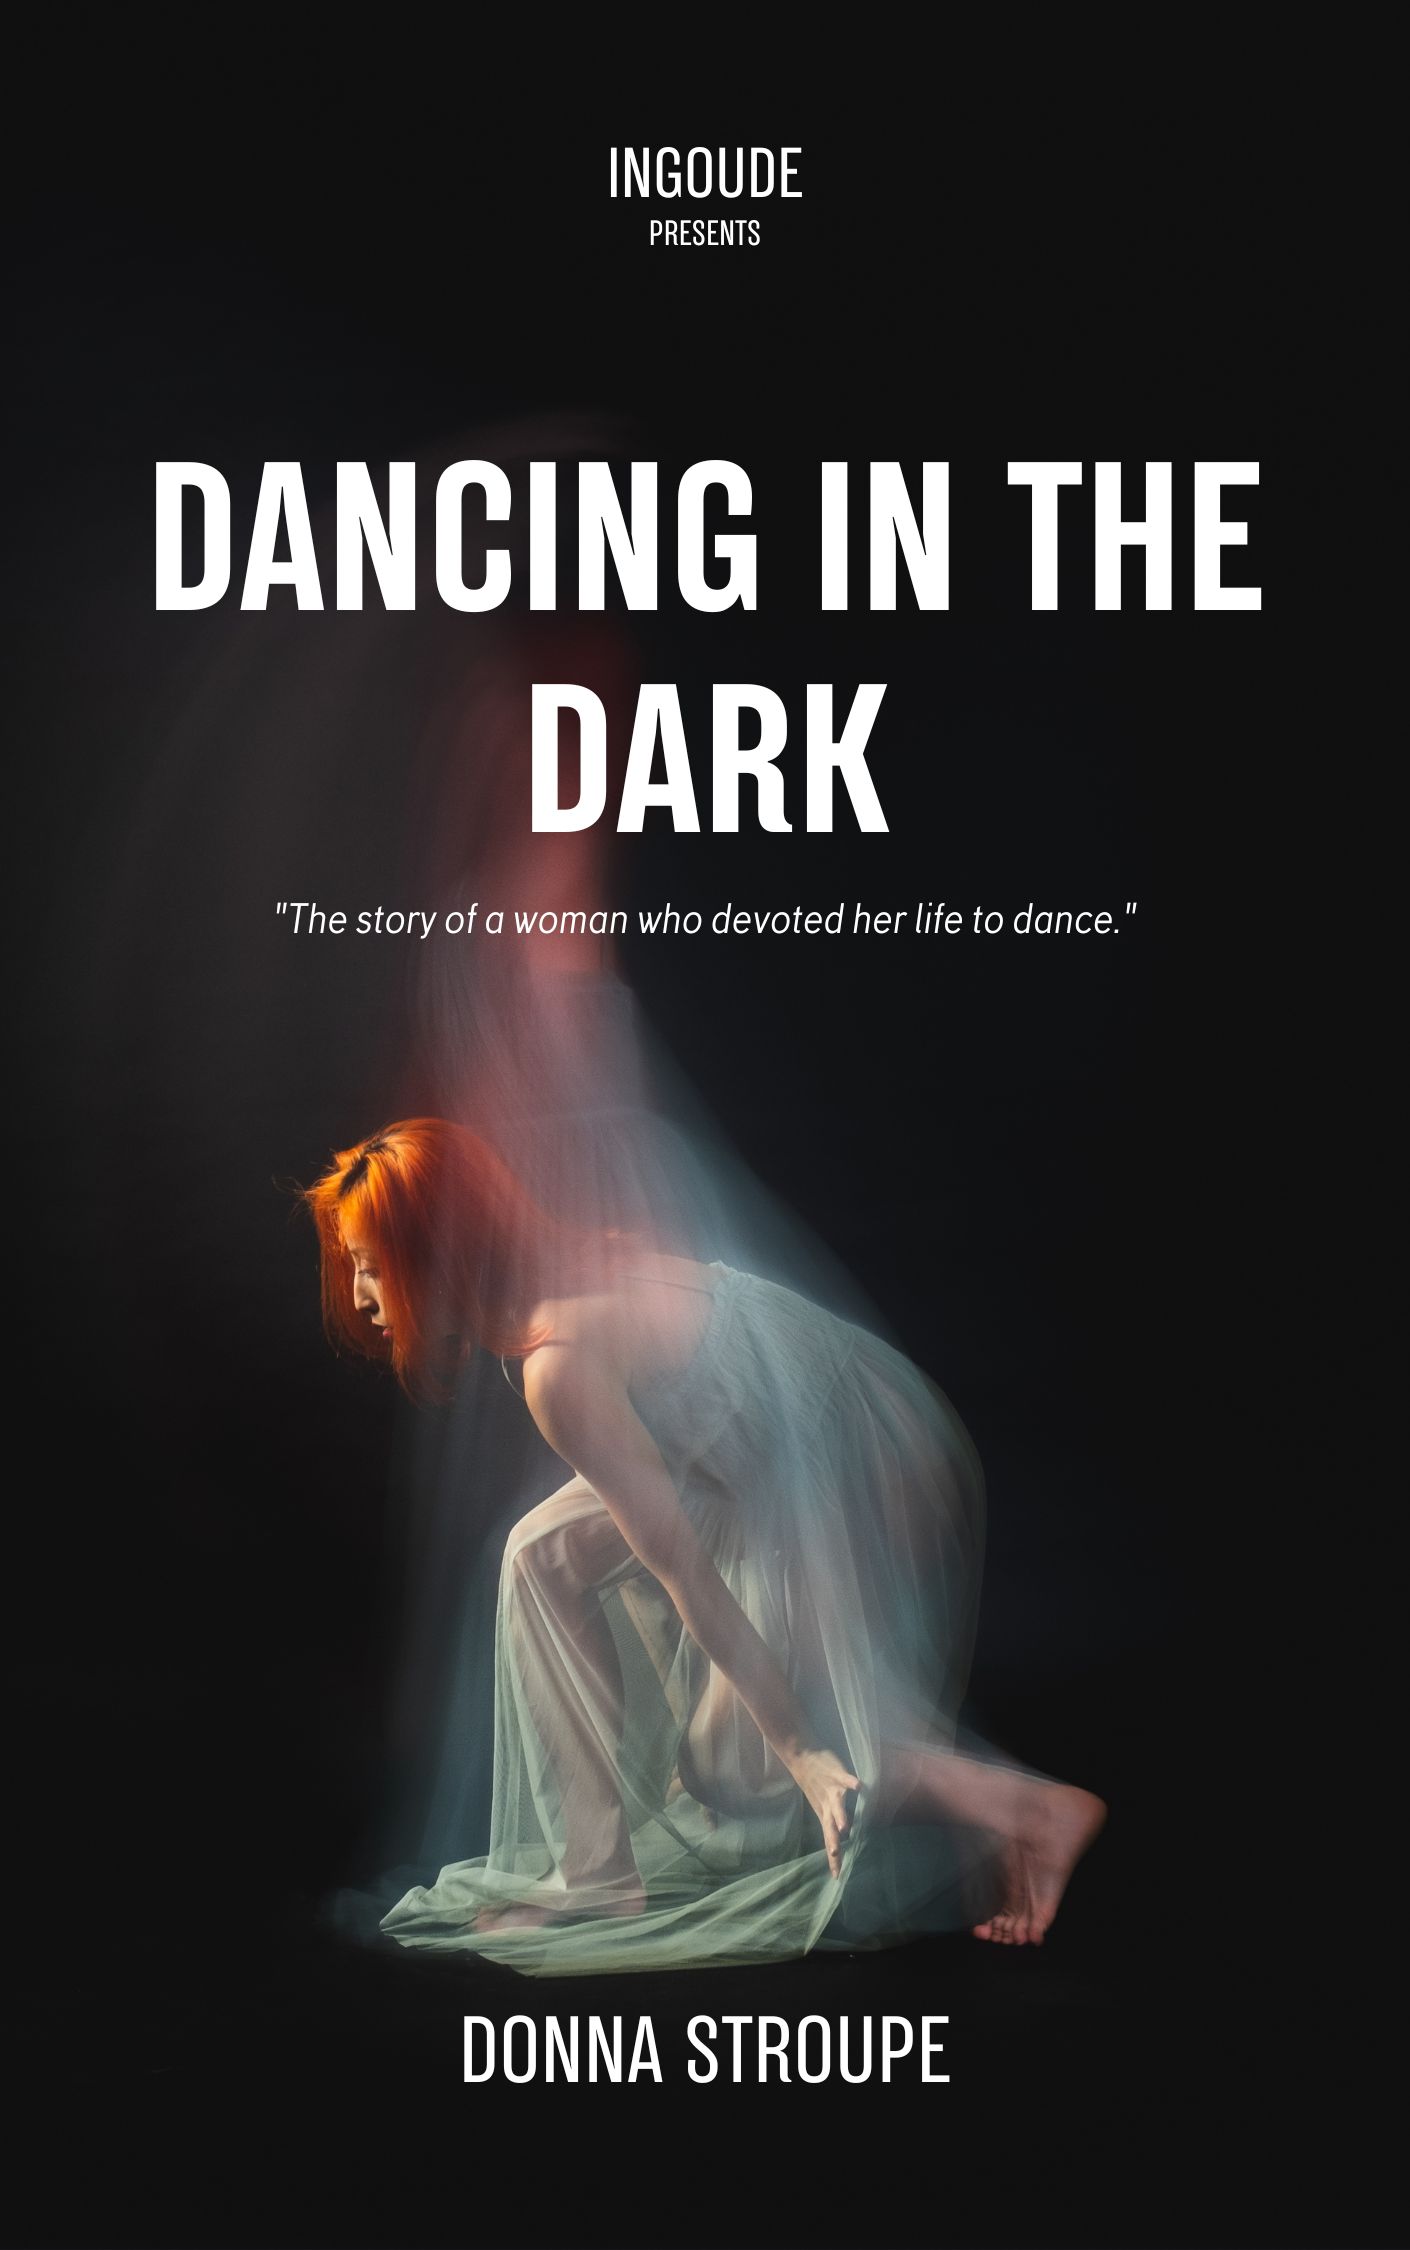 INGOUDE
PRESENTS
DANCING IN THE
DARK
"The story of a woman who devoted her life to dance."
DONNA STROUPE